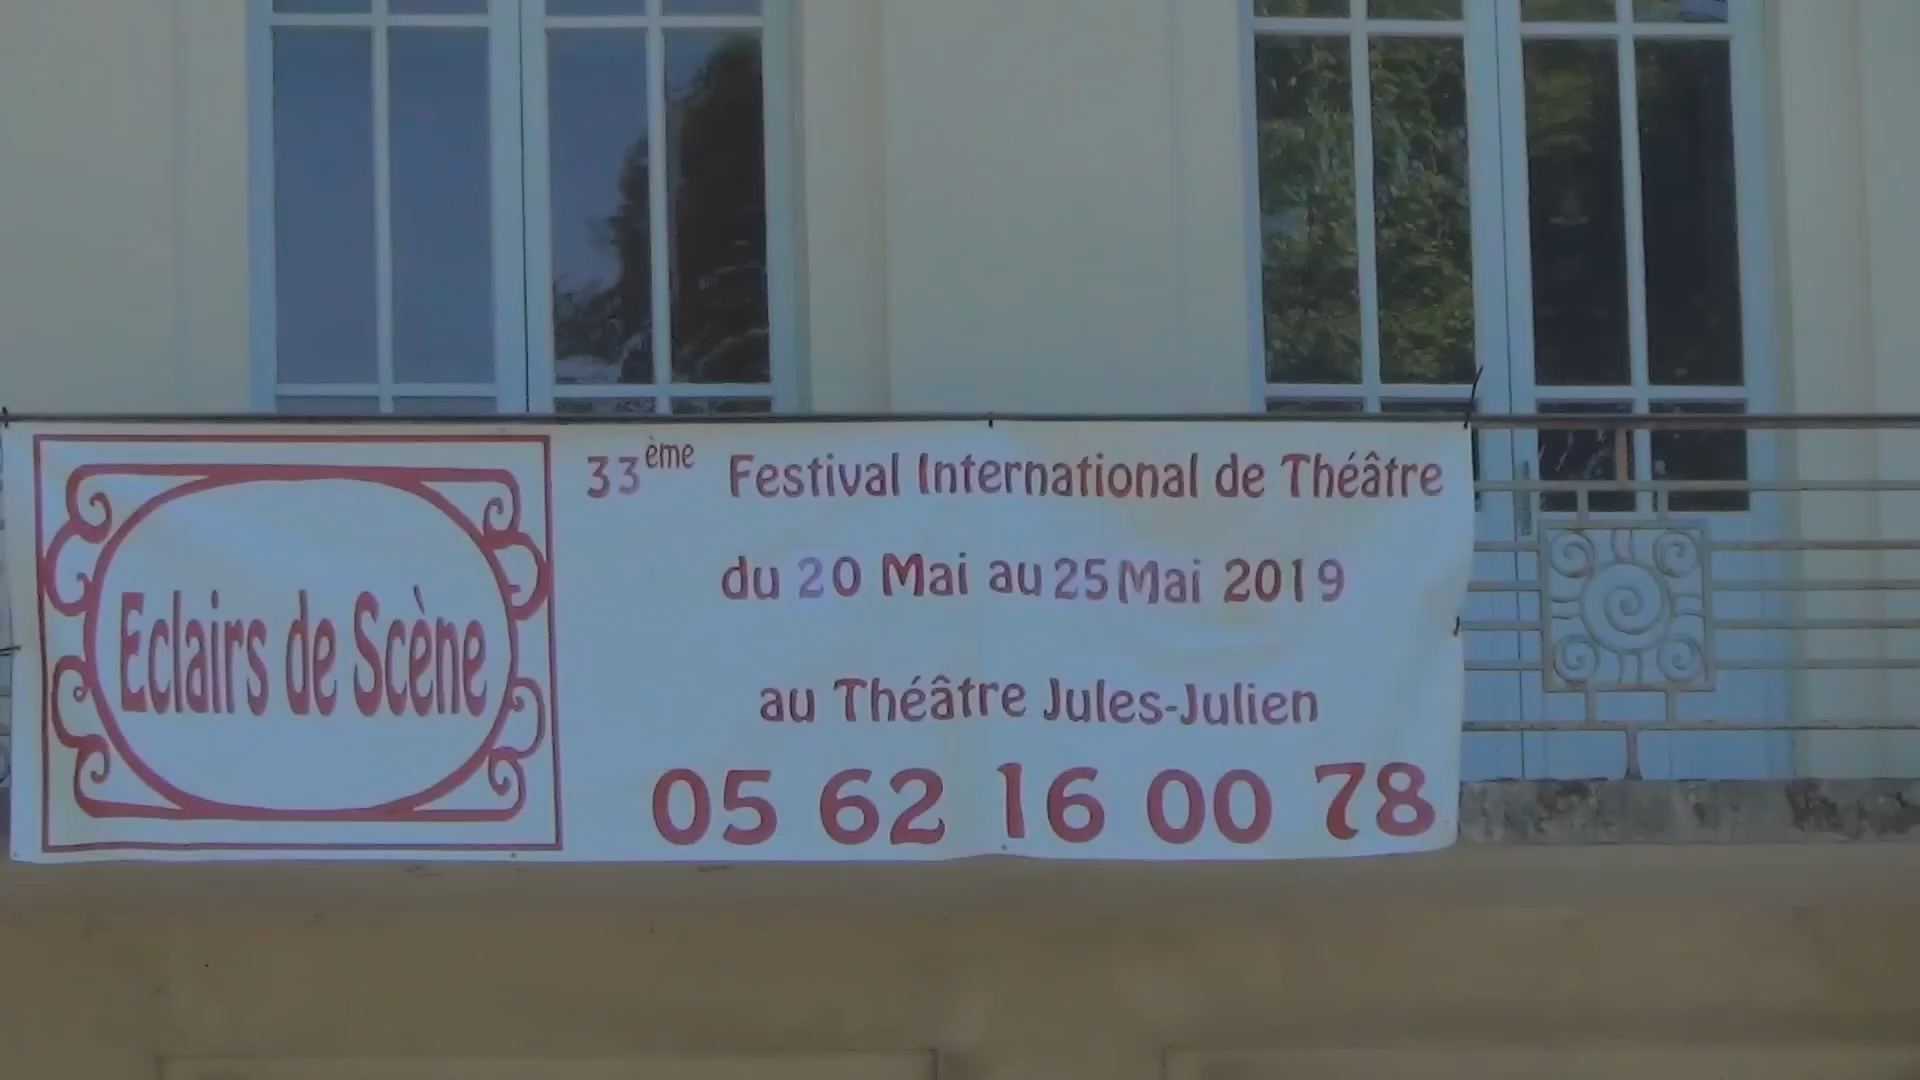 Eclairs de Scène
33ème Festival International de Théâtre
du 20 Mai au 25 Mai 2019
au Théâtre Jules-Julien
05 62 16 00 78